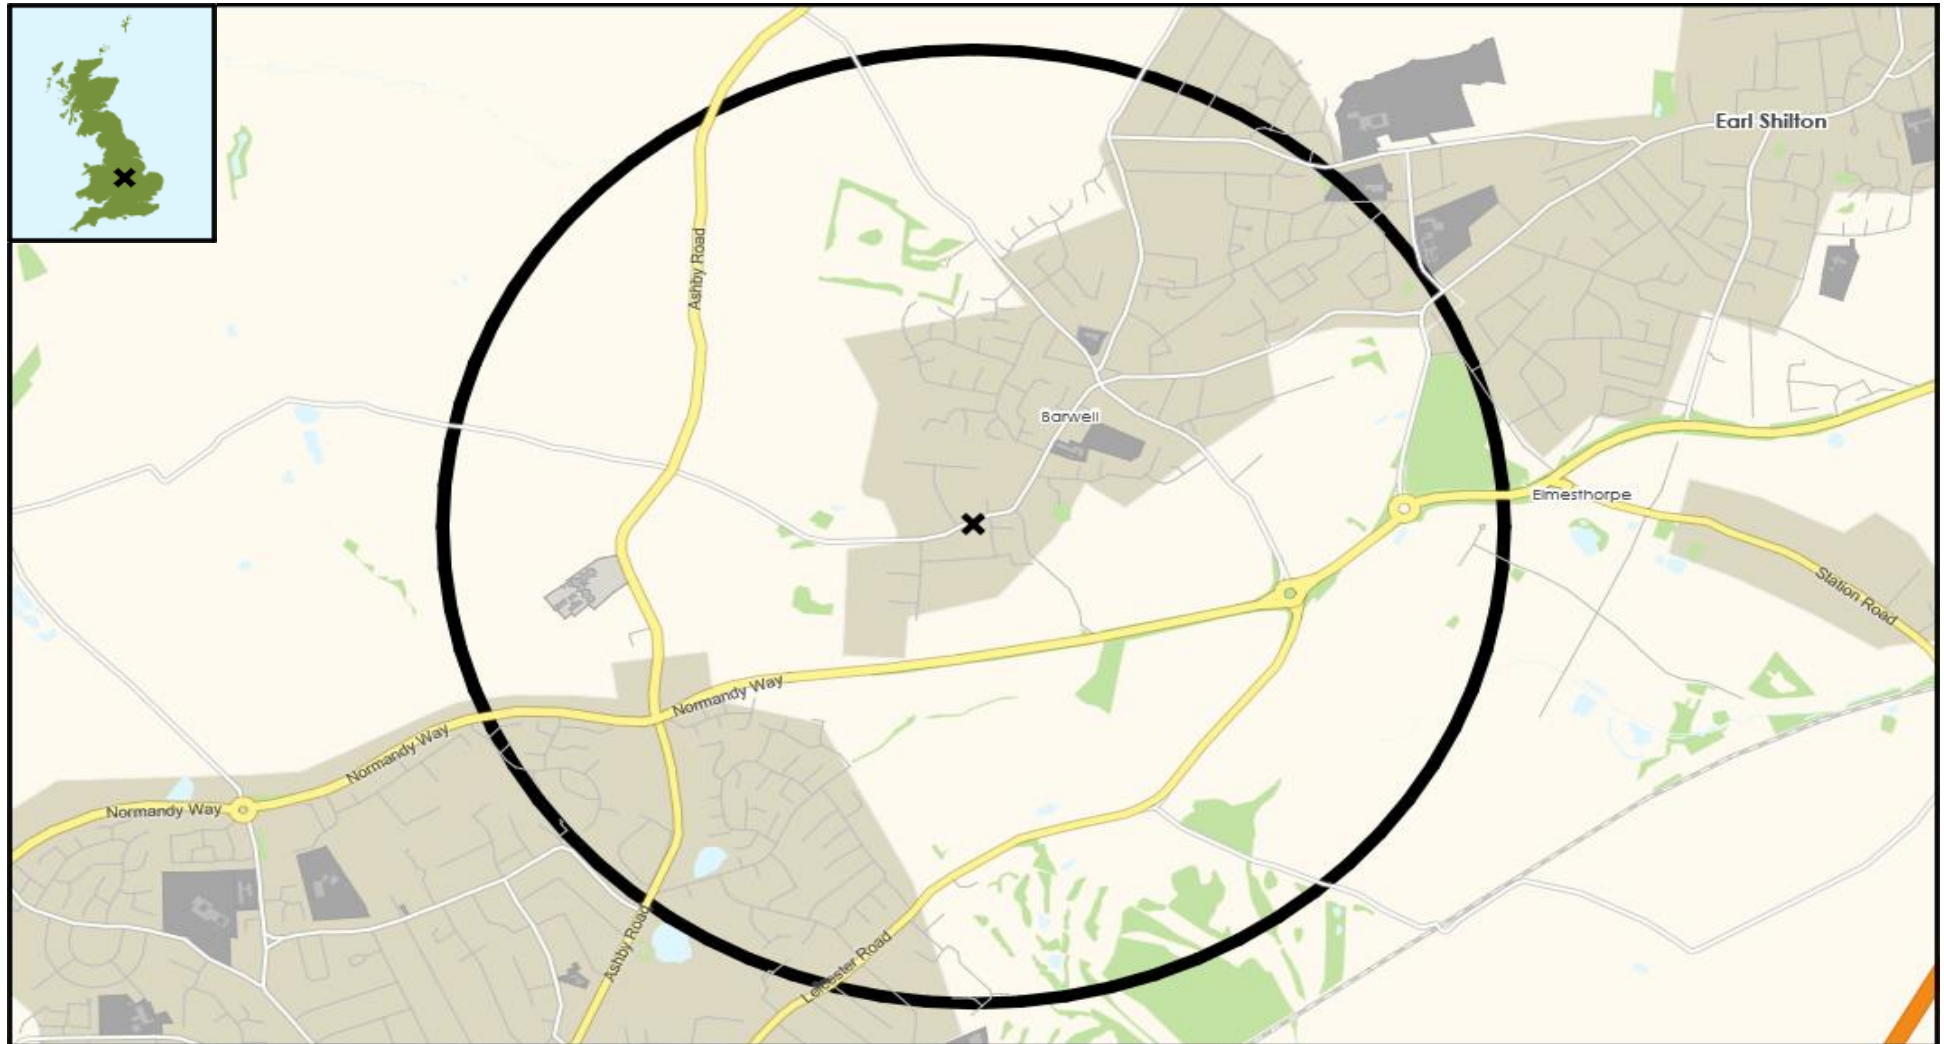 Earl Shilton
Ashby Road
Barwell
Elmesthorpe
Station Road
Normandy Way
Normandy Way
Normandy Way
Ashby Road
Leicester Road